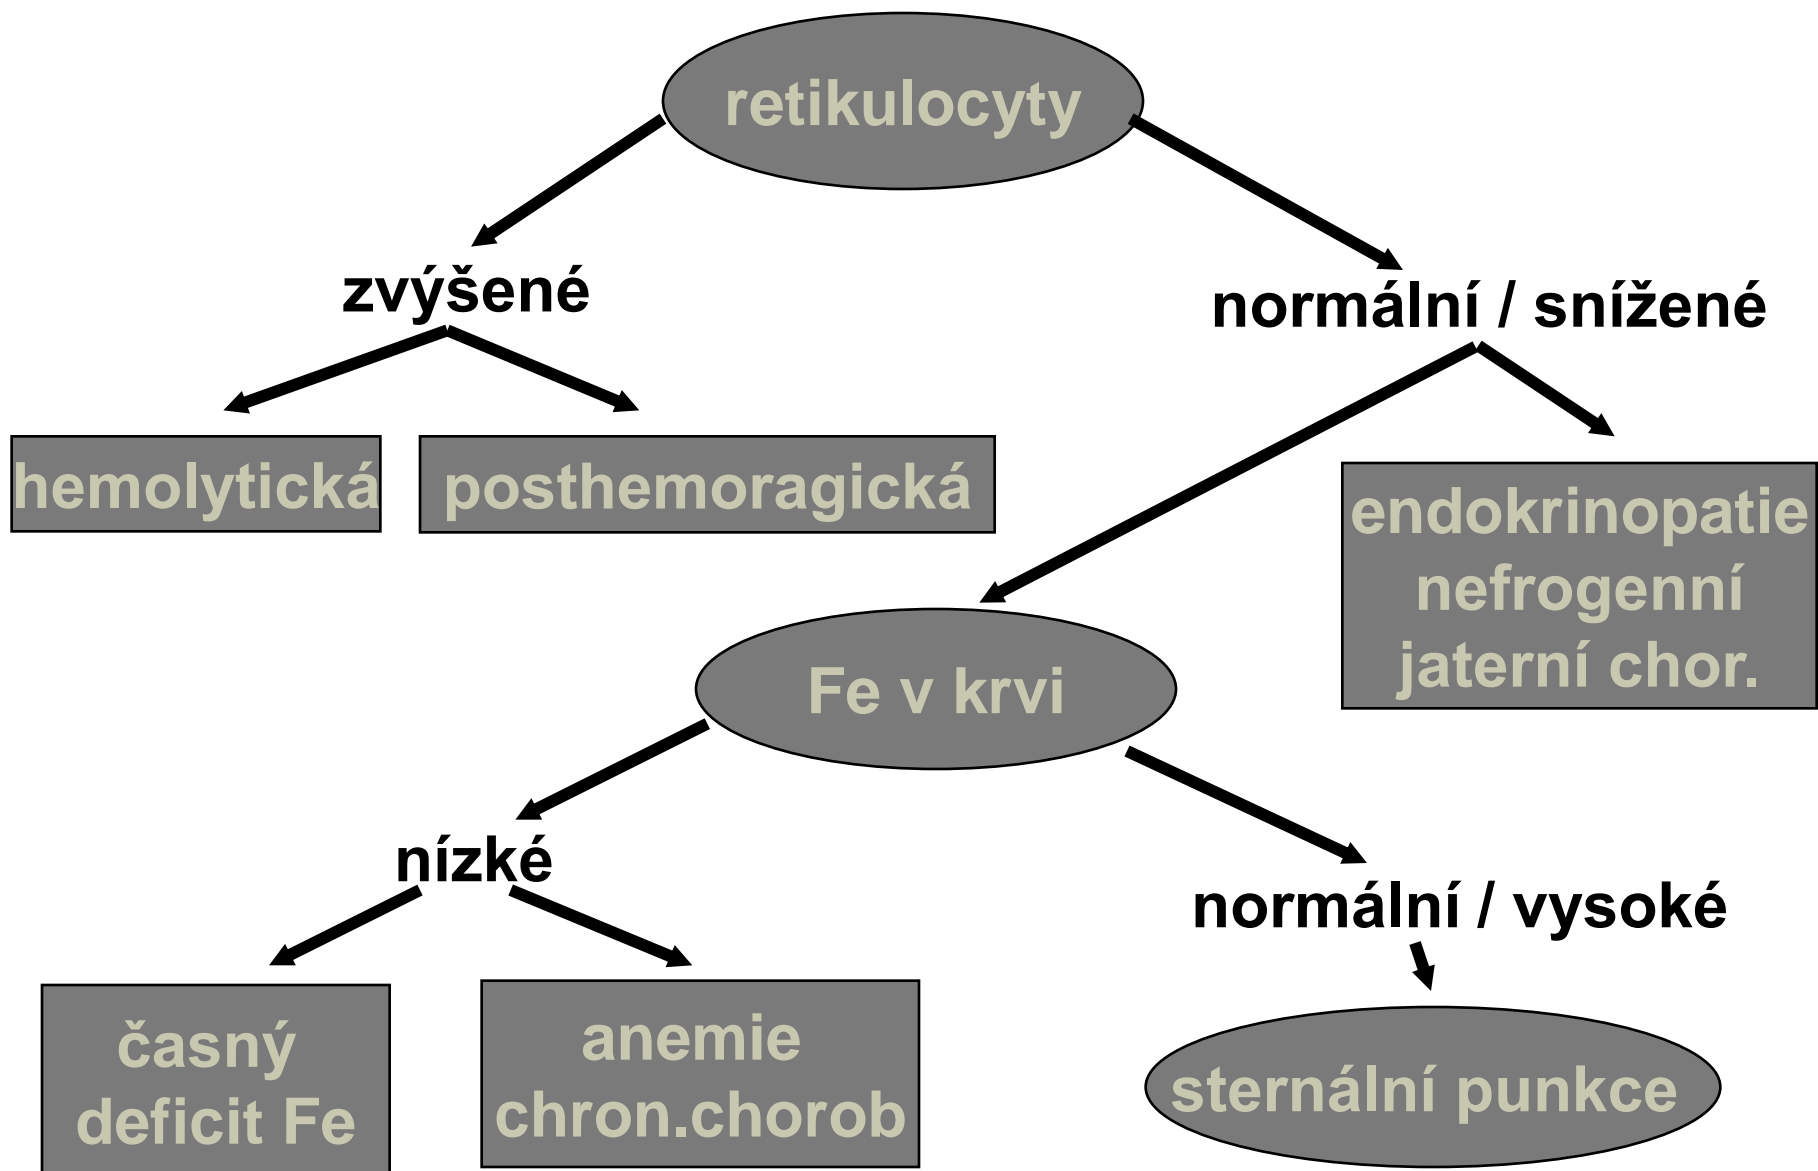 retikulocyty
zvýšené
normální / snížené
hemolytická
posthemoragická
endokrinopatie
nefrogenní
jaterní chor.
Fe v krvi
nízké
normální / vysoké
časný
deficit Fe
anemie
chron.chorob
sternální punkce